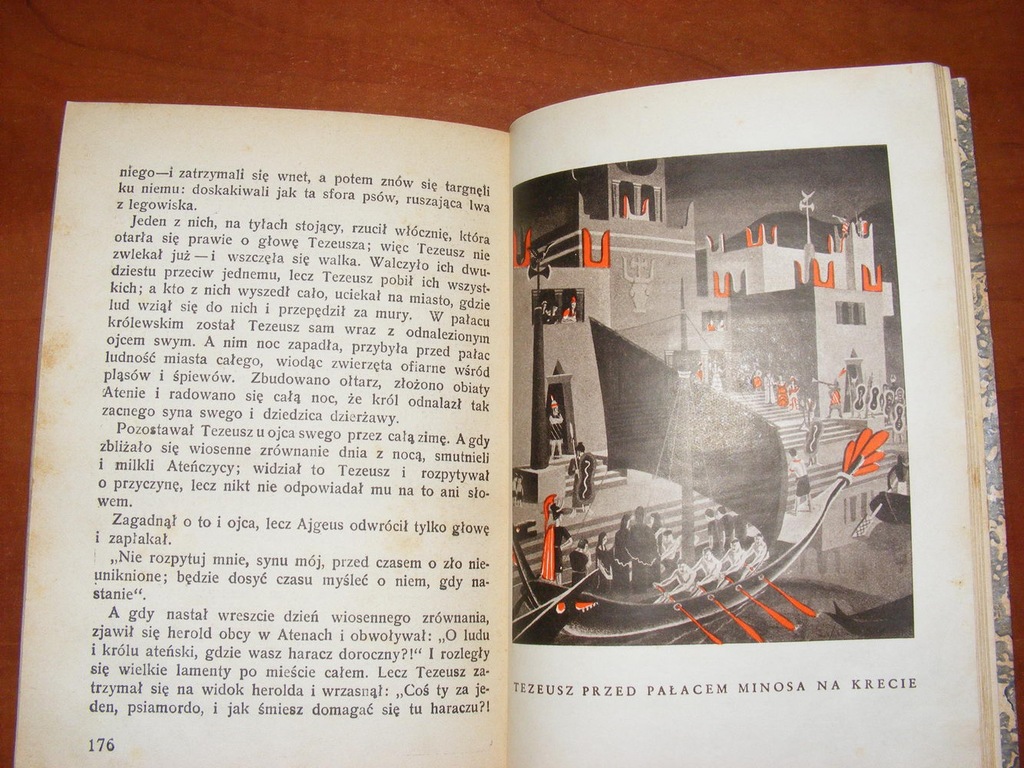 niego—i zatrzymali się wnet, a potem znów się targnęli
ku niemu: doskakiwali jak ta sfora psów, ruszająca lwa
z legowiska.
Jeden z nich, na tyłach stojący, rzucił włócznię, która
otarła się prawie o głowę Tezeusza; więc Tezeusz nie
zwlekał już—i wszczęła się walka. Walczyło ich dwu-
dziestu przeciw jednemu, lecz Tezeusz pobił ich wszyst-
kich; a kto z nich wyszedł cało, uciekał na miasto, gdzie
lud wziął się do nich i przepędził za mury. W pałacu
królewskim został Tezeusz sam wraz z odnalezionym
ojcem swym. A nim noc zapadła, przybyła przed pałac
ludność miasta całego, wiodąc zwierzęta ofiarne wśród
pląsów i śpiewów. Zbudowano ołtarz, złożono obiaty
Atenie i radowano się całą noc, że król odnalazł tak
zacnego syna swego i dziedzica dzierżawy.
Pozostawał Tezeusz u ojca swego przez całą zimę. A gdy
zbliżało się wiosenne zrównanie dnia z nocą, smutnieli
i milkli Ateńczycy; widział to Tezeusz i rozpytywał
o przyczynę, lecz nikt nie odpowiadał mu na to ani sło-
wem.
Zagadnął o to i ojca, lecz Ajgeus odwrócił tylko głowę
i zapłakał.
„Nie rozpytuj mnie, synu mój, przed czasem o zło nie-
uniknione; będzie dosyć czasu myśleć o niem, gdy na-
stanie“.
A gdy nastał wreszcie dzień wiosennego zrównania,
zjawił się herold obcy w Atenach i obwoływał: „O ludu
i królu ateński, gdzie wasz haracz doroczny?!“ I rozległy
się wielkie lamenty po mieście całem. Lecz Tezeusz za-
trzymał się na widok herolda i wrzasnął: „Coś ty za je-
den, psiamordo, i jak śmiesz domagać się tu haraczu?!
176
TEZEUSZ PRZED PAŁACEM MINOSA NA KRECIE